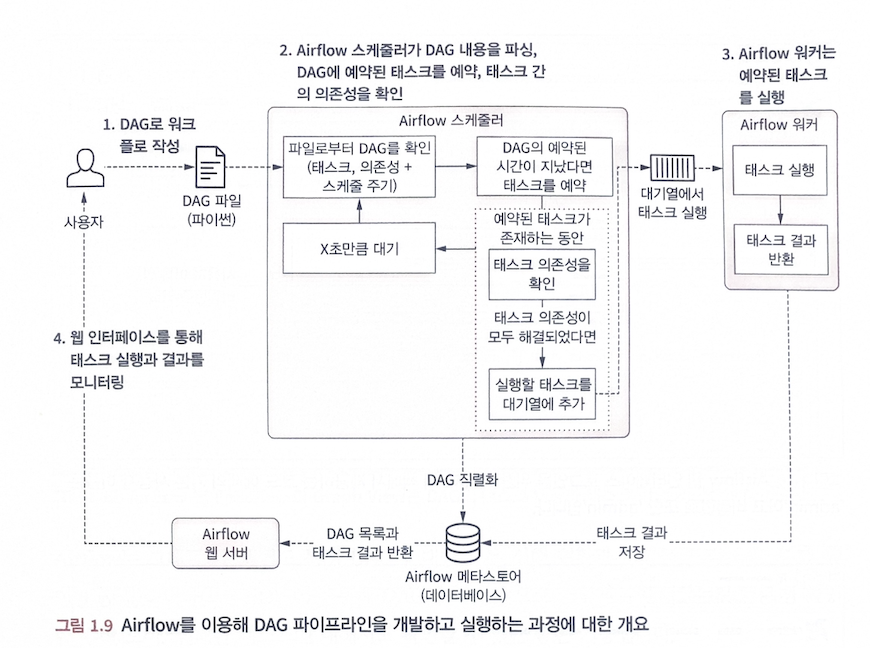 2. Airflow 스케줄러가 DAG 내용을 파싱,
DAG에 예약된 태스크를 예약, 태스크 간
의 의존성을 확인
3. Airflow 워커는
예약된 태스크
를 실행
1. DAG로 워크
플로 작성
Airflow 스케줄러
Airflow 워커
파일로부터 DAG를 확인
(태스크, 의존성 +
스케줄 주기)
DAG의 예약된
시간이 지났다면
태스크를 예약
태스크 실행
DAG 파일
(파이썬)
대기열에서
태스크 실행
사용자
예약된 태스크가
존재하는 동안
X초만큼 대기
태스크 결과
반환
태스크 의존성을
확인
태스크 의존성이
모두 해결되었다면
4. 웹 인터페이스를 통해
태스크 실행과 결과를
모니터링
실행할 태스크를
대기열에 추가
DAG 직렬화
Airflow
웹 서버
DAG 목록과
태스크 결과 반환
태스크 결과
저장
Airflow 메타스토어
(데이터베이스)
그림 1.9 Airflow를 이용해 DAG 파이프라인을 개발하고 실행하는 과정에 대한 개요